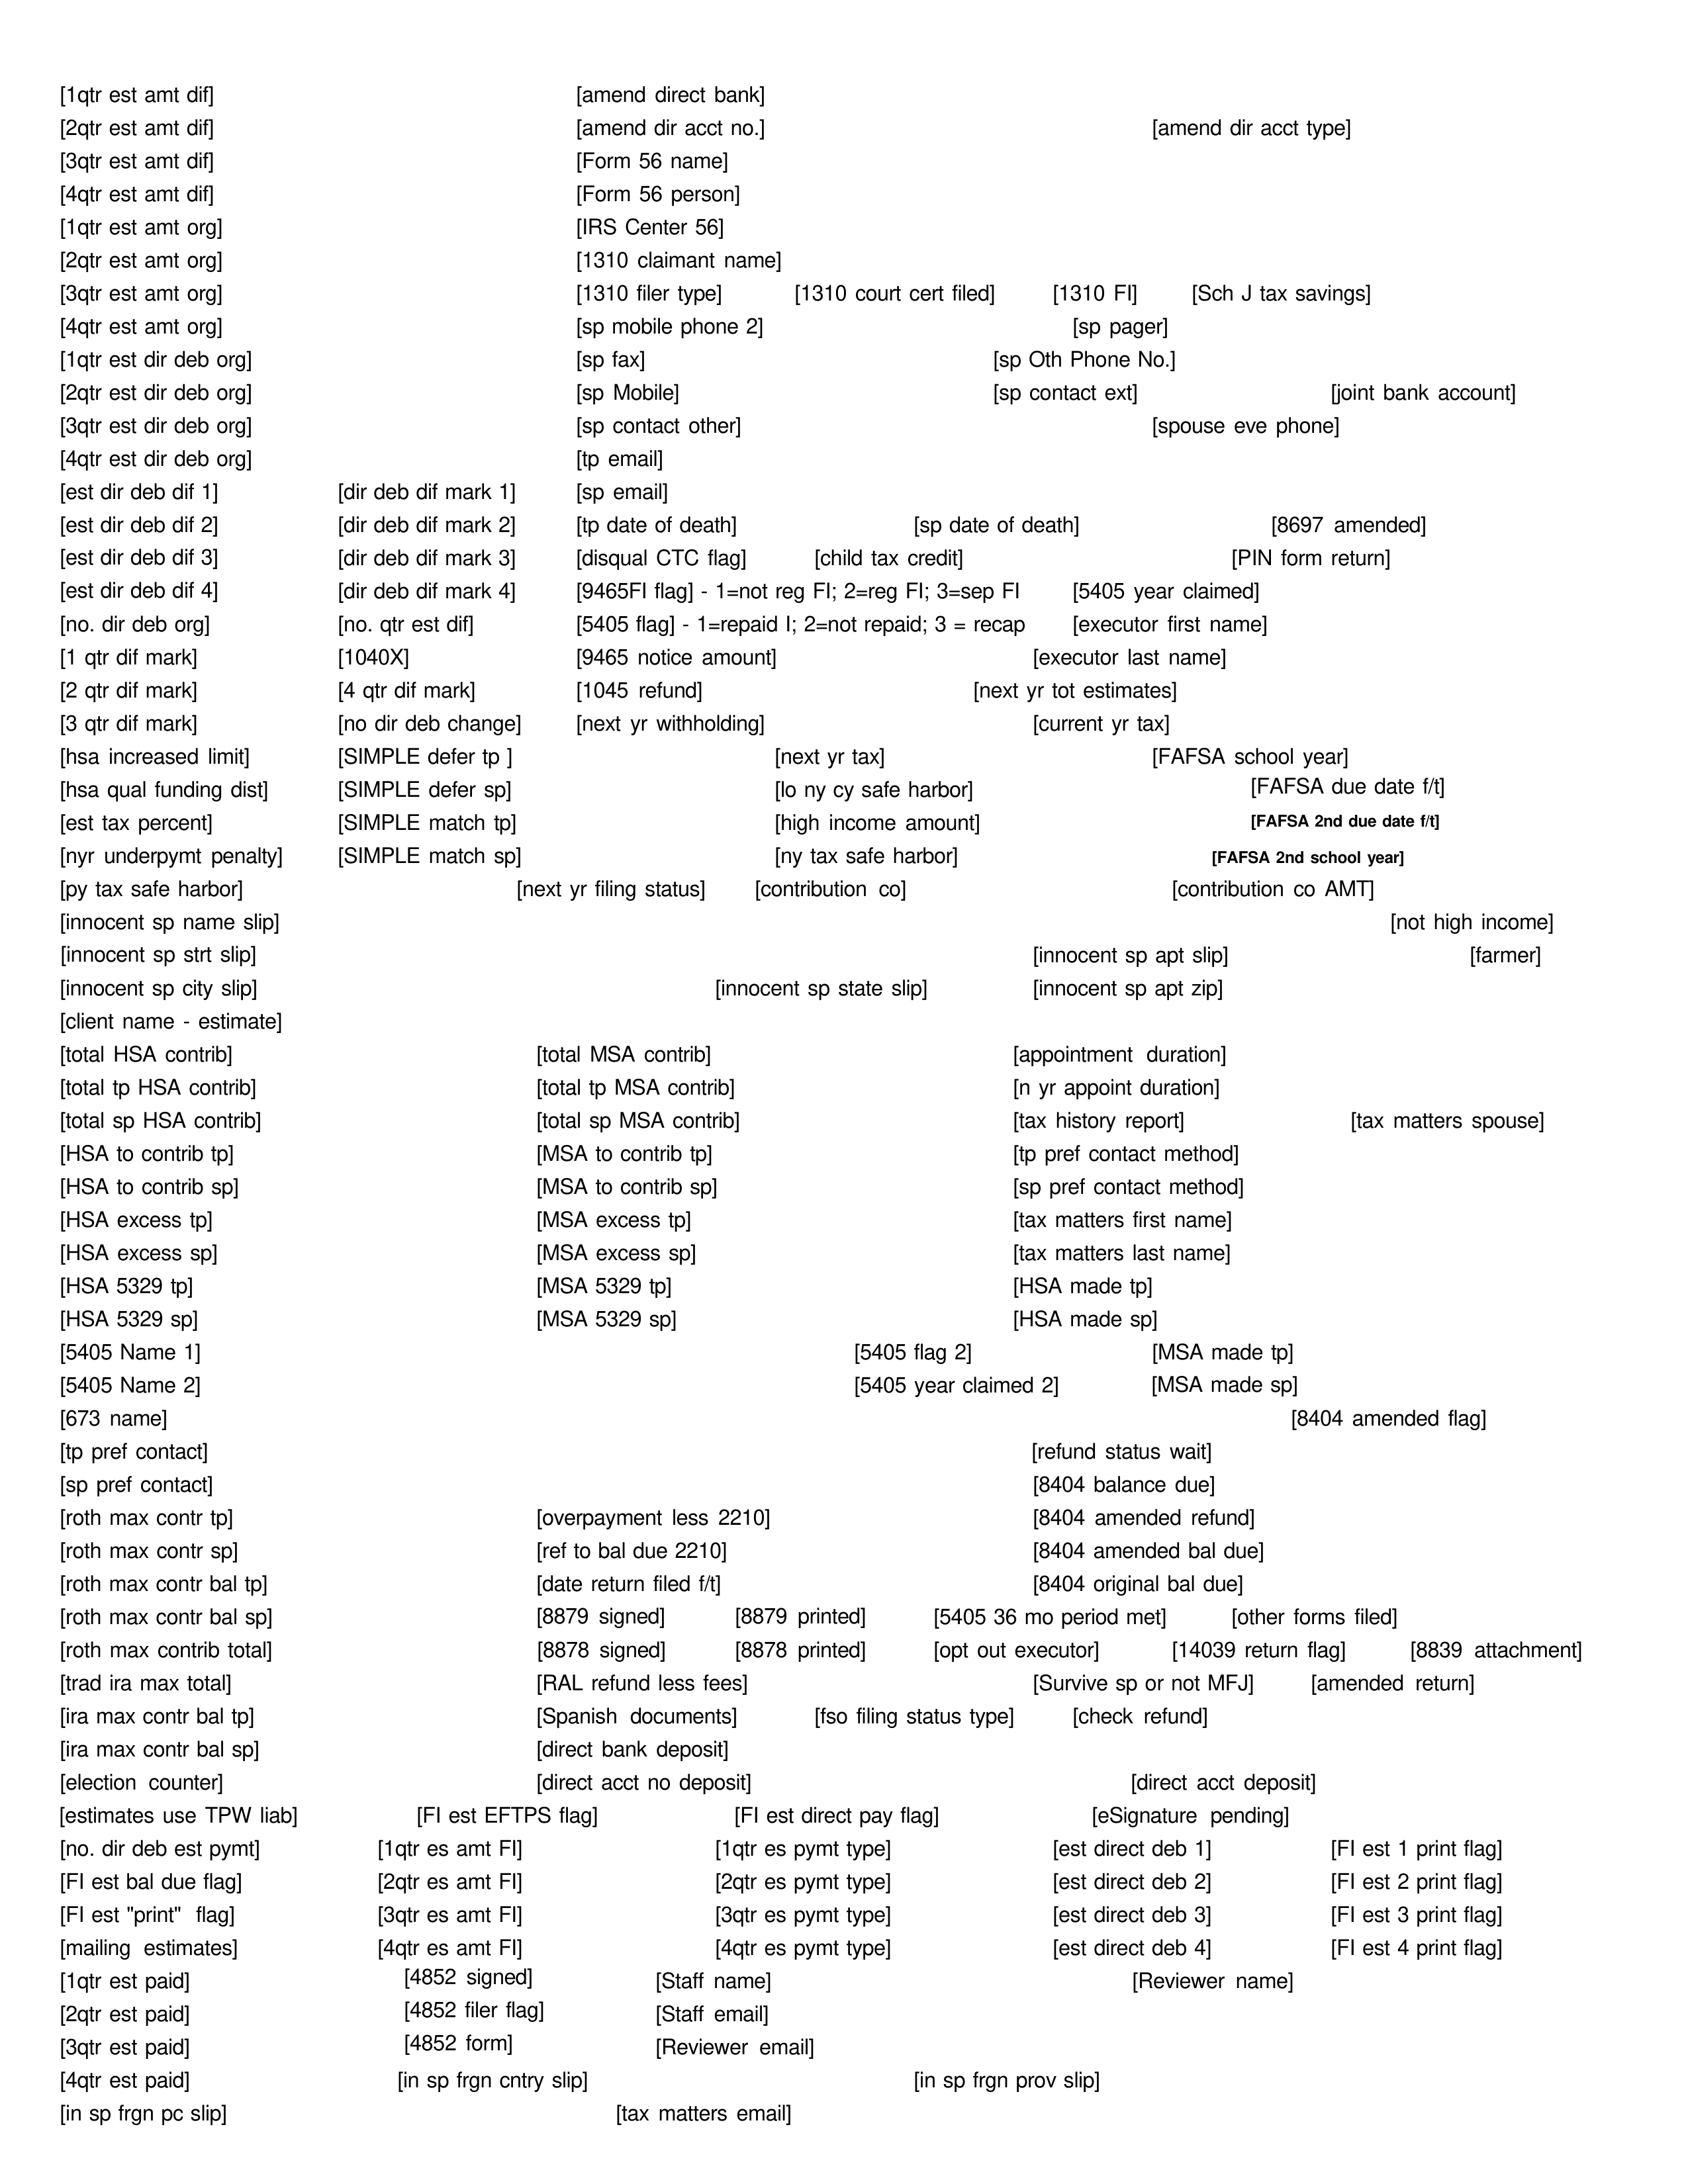 [1qtr est amt dif] [amend direct bank]
[2qtr est amt dif] [amend dir acct no.] [amend dir acct type]
[3qtr est amt dif] [Form 56 name]
[4qtr est amt dif] [Form 56 person]
[1qtr est amt org] [IRS Center 56]
[2qtr est amt org] [1310 claimant name]
[3qtr est amt org] [1310 filer type] [1310 court cert filed] [1310 FI] [Sch J tax savings]
[4qtr est amt org] [sp mobile phone 2] [sp pager]
[1qtr est dir deb org] [sp fax] [sp Oth Phone No.]
[2qtr est dir deb org] [sp Mobile] [sp contact ext] [joint bank account]
[3qtr est dir deb org] [sp contact other] [spouse eve phone]
[4qtr est dir deb org] [tp email]
[est dir deb dif 1] [dir deb dif mark 1] [sp email]
[est dir deb dif 2] [dir deb dif mark 2] [tp date of death] [sp date of death] [8697 amended]
[est dir deb dif 3] [dir deb dif mark 3] [disqual CTC flag] [child tax credit] [PIN form return]
[est dir deb dif 4] [dir deb dif mark 4] [9465FI flag] - 1=not reg FI; 2=reg FI; 3=sep FI [5405 year claimed]
[no. dir deb org] [no. qtr est dif] [5405 flag] - 1=repaid I; 2=not repaid; 3 = recap [executor first name]
[1 qtr dif mark] [1040X] [9465 notice amount] [executor last name]
[2 qtr dif mark] [4 qtr dif mark] [1045 refund] [next yr tot estimates]
[3 qtr dif mark] [no dir deb change] [next yr withholding] [current yr tax]
[hsa increased limit] [SIMPLE defer tp ] [next yr tax] [FAFSA school year]
[hsa qual funding dist] [SIMPLE defer sp] [lo ny cy safe harbor] [FAFSA due date f/t]
[est tax percent] [SIMPLE match tp] [high income amount] [FAFSA 2nd due date f/t]
[nyr underpymt penalty] [SIMPLE match sp] [ny tax safe harbor] [FAFSA 2nd school year]
[py tax safe harbor] [next yr filing status] [contribution co] [contribution co AMT]
[innocent sp name slip] [not high income]
[innocent sp strt slip] [innocent sp apt slip] [farmer]
[innocent sp city slip] [innocent sp state slip] [innocent sp apt zip]
[client name - estimate]
[total HSA contrib] [total MSA contrib] [appointment duration]
[total tp HSA contrib] [total tp MSA contrib] [n yr appoint duration]
[total sp HSA contrib] [total sp MSA contrib] [tax history report] [tax matters spouse]
[HSA to contrib tp] [MSA to contrib tp] [tp pref contact method]
[HSA to contrib sp] [MSA to contrib sp] [sp pref contact method]
[HSA excess tp] [MSA excess tp] [tax matters first name]
[HSA excess sp] [MSA excess sp] [tax matters last name]
[HSA 5329 tp] [MSA 5329 tp] [HSA made tp]
[HSA 5329 sp] [MSA 5329 sp] [HSA made sp]
[5405 Name 1] [5405 flag 2] [MSA made tp]
[5405 Name 2] [5405 year claimed 2] [MSA made sp]
[673 name] [8404 amended flag]
[tp pref contact] [refund status wait]
[sp pref contact] [8404 balance due]
[roth max contr tp] [overpayment less 2210] [8404 amended refund]
[roth max contr sp] [ref to bal due 2210] [8404 amended bal due]
[roth max contr bal tp] [date return filed f/t] [8404 original bal due]
[roth max contr bal sp] [8879 signed] [8879 printed] [5405 36 mo period met] [other forms filed]
[roth max contrib total] [8878 signed] [8878 printed] [opt out executor] [14039 return flag] [8839 attachment]
[trad ira max total] [RAL refund less fees] [Survive sp or not MFJ] [amended return]
[ira max contr bal tp] [Spanish documents] [fso filing status type] [check refund]
[ira max contr bal sp] [direct bank deposit]
[election counter] [direct acct no deposit] [direct acct deposit]
[estimates use TPW liab] [FI est EFTPS flag] [FI est direct pay flag] [eSignature pending]
[no. dir deb est pymt] [1qtr es amt FI] [1qtr es pymt type] [est direct deb 1] [FI est 1 print flag]
[FI est bal due flag] [2qtr es amt FI] [2qtr es pymt type] [est direct deb 2] [FI est 2 print flag]
[FI est "print" flag] [3qtr es amt FI] [3qtr es pymt type] [est direct deb 3] [FI est 3 print flag]
[mailing estimates] [4qtr es amt FI] [4qtr es pymt type] [est direct deb 4] [FI est 4 print flag]
[1qtr est paid] [4852 signed] [Staff name] [Reviewer name]
[2qtr est paid] [4852 filer flag] [Staff email]
[3qtr est paid] [4852 form] [Reviewer email]
[4qtr est paid] [in sp frgn cntry slip] [in sp frgn prov slip]
[in sp frgn pc slip] [tax matters email]